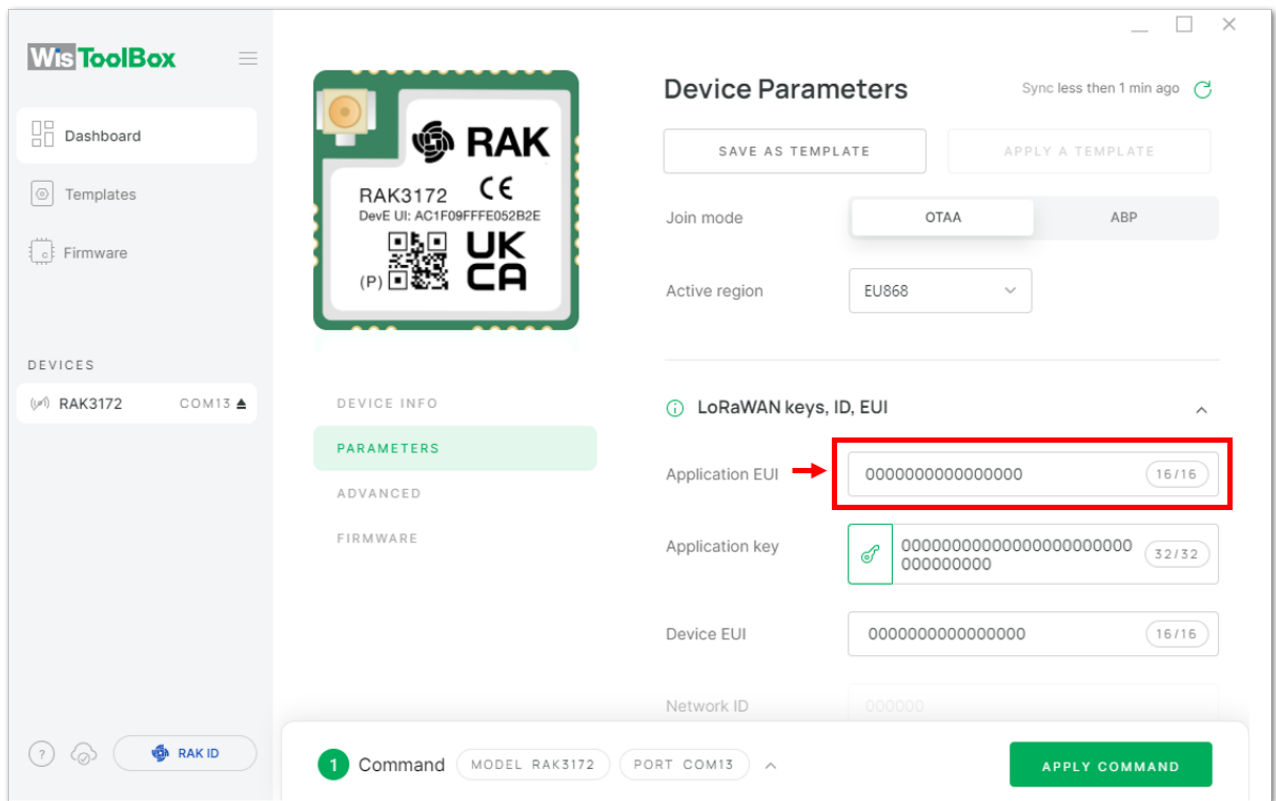 WisToolBox
Dashboard
Templates
Firmware
DEVICES
RAK3172 COM13
? RAK ID
RAK
RAK3172 CE
DevE UI: AC1F09FFFE052B2E
(P) UK
CA
DEVICE INFO
PARAMETERS
ADVANCED
FIRMWARE
Device Parameters Sync less then 1 min ago
SAVE AS TEMPLATE APPLY A TEMPLATE
Join mode OTAA ABP
Active region EU868
LoRaWAN keys, ID, EUI
Application EUI 0000000000000000 16/16
Application key 00000000000000000000000
000000000 32/32
Device EUI 0000000000000000 16/16
Network ID 000000
1 Command MODEL RAK3172 PORT COM13 APPLY COMMAND